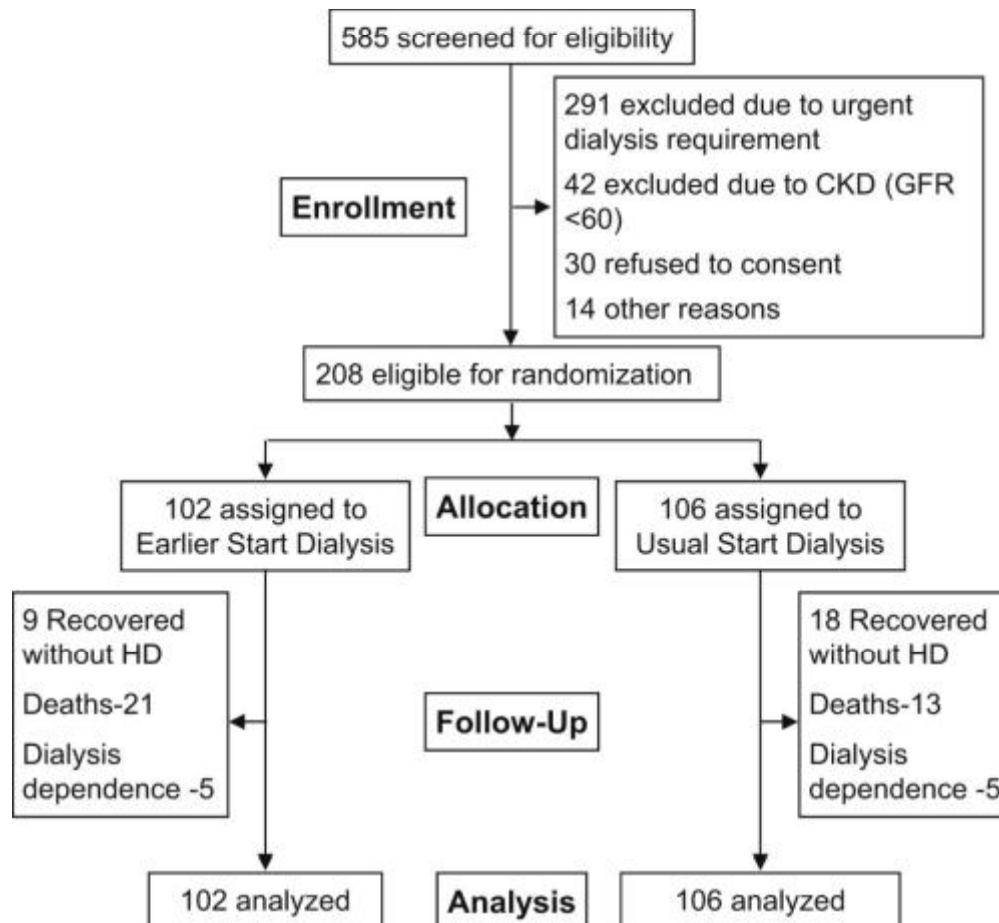 585 screened for eligibility
291 excluded due to urgent
dialysis requirement
42 excluded due to CKD (GFR
<60)
30 refused to consent
14 other reasons
Enrollment
208 eligible for randomization
102 assigned to
Earlier Start Dialysis
Allocation
106 assigned to
Usual Start Dialysis
9 Recovered
without HD
Deaths-21
Dialysis
dependence -5
Follow-Up
18 Recovered
without HD
Deaths-13
Dialysis
dependence -5
102 analyzed
Analysis
106 analyzed